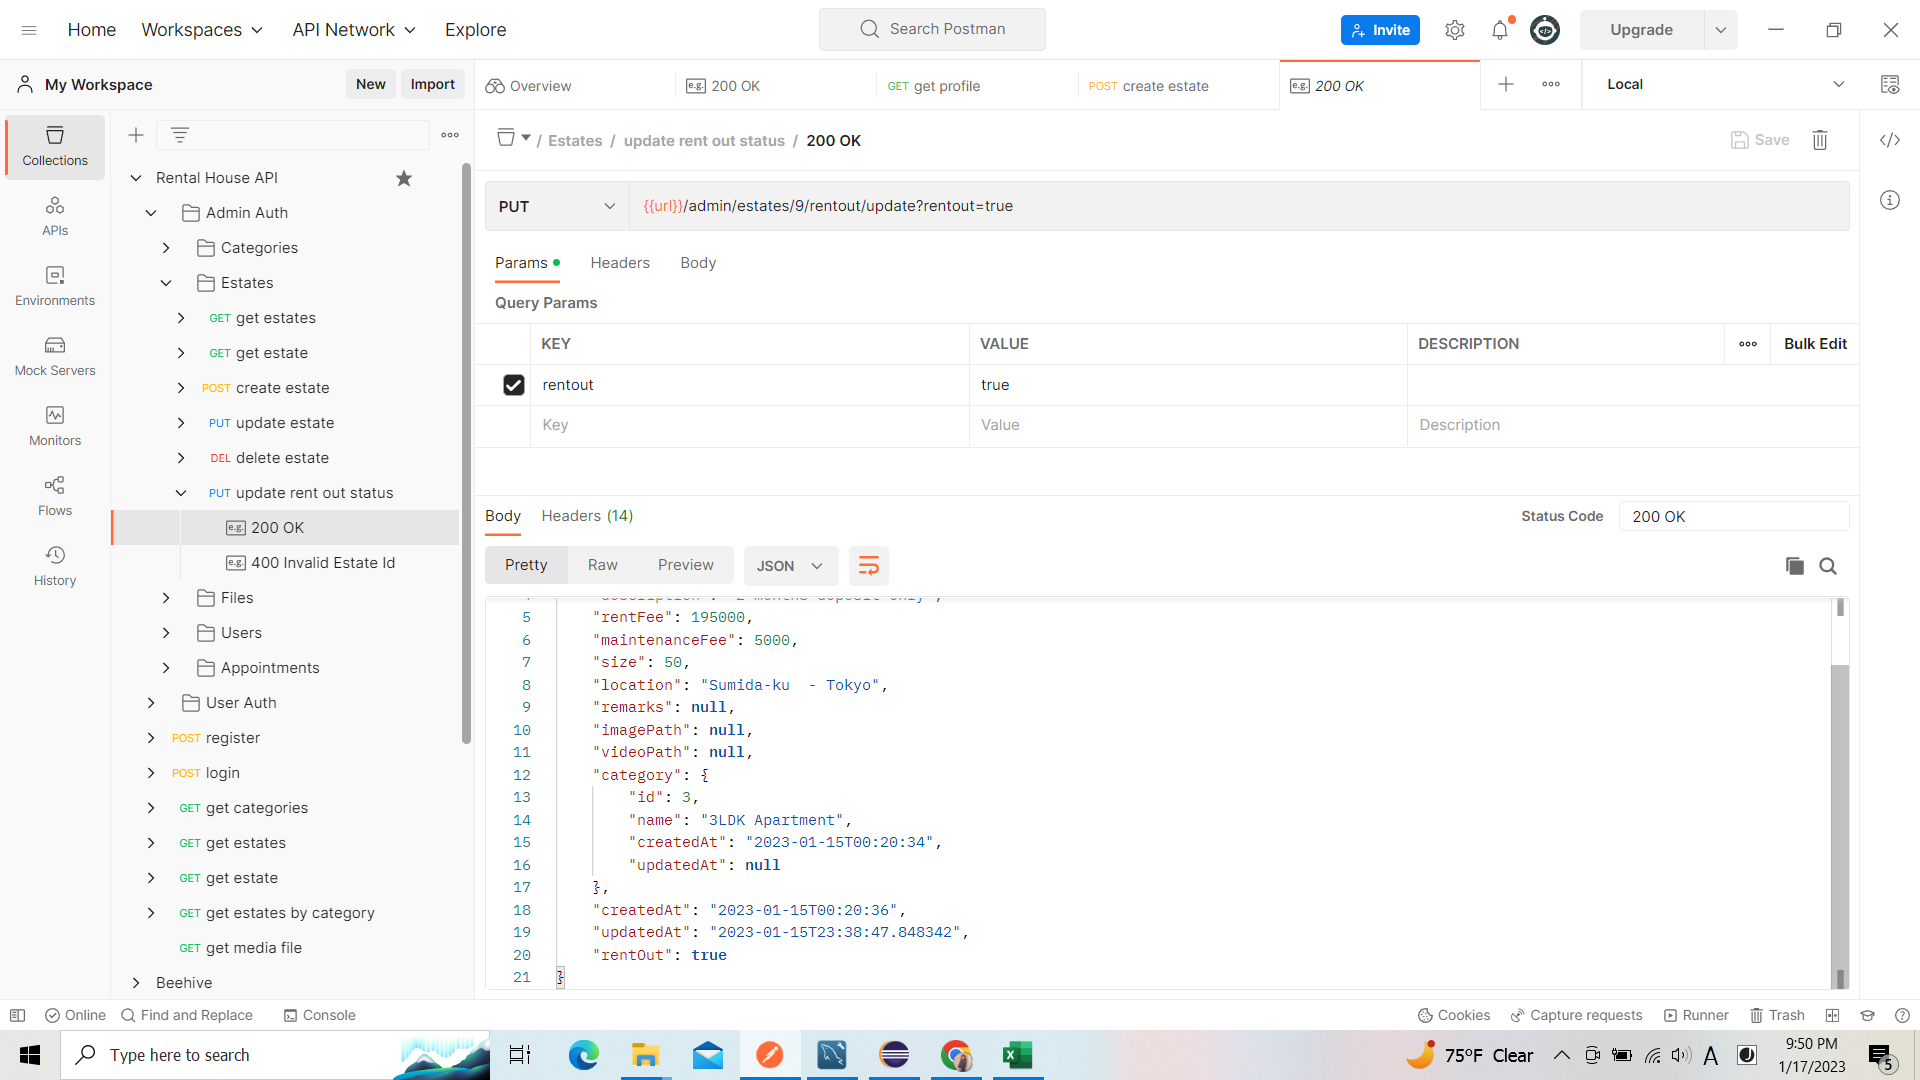 Home
Workspaces
API Network
Explore
Search Postman
Invite
Upgrade
My Workspace
New
Import
Overview
e.g. 200 OK
GET get profile
POST create estate
e.g. 200 OK
Local
Collections
APIs
Environments
Mock Servers
Monitors
Flows
History
Rental House API
Admin Auth
Categories
Estates
GET get estates
GET get estate
POST create estate
PUT update estate
DEL delete estate
PUT update rent out status
e.g. 200 OK
e.g. 400 Invalid Estate Id
Files
Users
Appointments
User Auth
POST register
POST login
GET get categories
GET get estates
GET get estate
GET get estates by category
GET get media file
Beehive
/ Estates / update rent out status / 200 OK
Save
PUT
{{url}}/admin/estates/9/rentout/update?rentout=true
Params
Headers
Body
Query Params
KEY VALUE DESCRIPTION
Bulk Edit
rentout true
Key Value Description
Body
Headers (14)
Status Code
200 OK
Pretty
Raw
Preview
JSON
5 "rentFee": 195000,
6 "maintenanceFee": 5000,
7 "size": 50,
8 "location": "Sumida-ku  - Tokyo",
9 "remarks": null,
10 "imagePath": null,
11 "videoPath": null,
12 "category": {
13 "id": 3,
14 "name": "3LDK Apartment",
15 "createdAt": "2023-01-15T00:20:34",
16 "updatedAt": null
17 },
18 "createdAt": "2023-01-15T00:20:36",
19 "updatedAt": "2023-01-15T23:38:47.848342",
20 "rentOut": true
21 }
Online
Find and Replace
Console
Cookies
Capture requests
Runner
Trash
Type here to search
75°F Clear
A
9:50 PM
1/17/2023
5